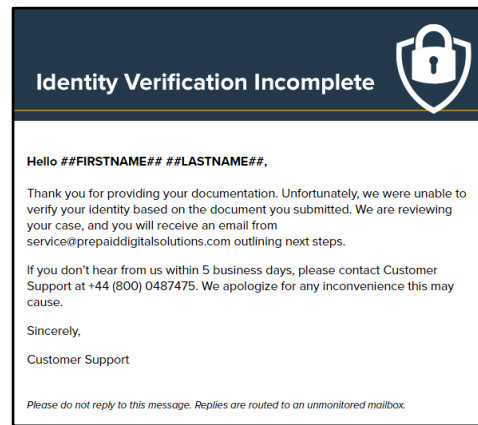 Identity Verification Incomplete
Hello ##FIRSTNAME## ##LASTNAME##,
Thank you for providing your documentation. Unfortunately, we were unable to
verify your identity based on the document you submitted. We are reviewing
your case, and you will receive an email from
service@prepaiddigitalsolutions.com outlining next steps.
If you don't hear from us within 5 business days, please contact Customer
Support at +44 (800) 0487475. We apologize for any inconvenience this may
cause.
Sincerely,
Customer Support
Please do not reply to this message. Replies are routed to an unmonitored mailbox.